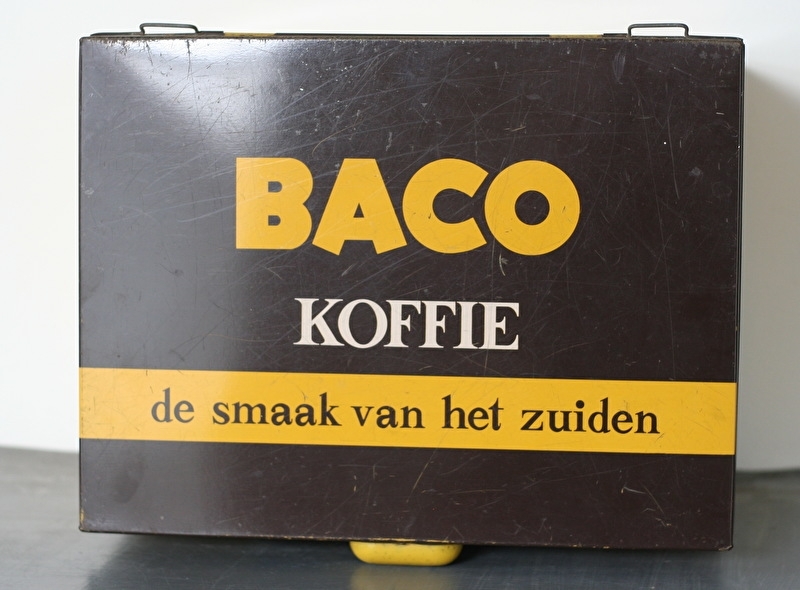 BACO
KOFFIE
de smaak van het zuiden